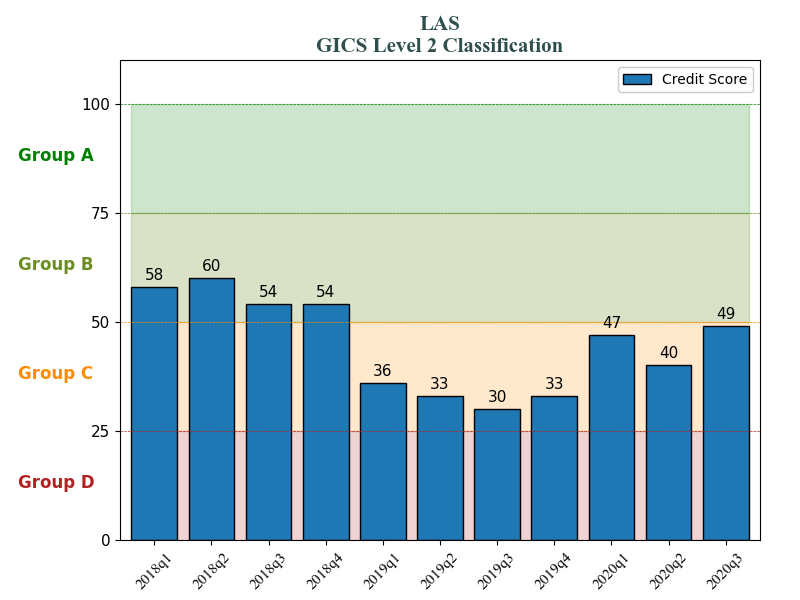 LAS
GICS Level 2 Classification
Credit Score
100
Group A
75
Group B
58
60
54
54
50
47
49
Group C
36
33
30
33
40
25
Group D
0
2018q1
2018q2
2018q3
2018q4
2019q1
2019q2
2019q3
2019q4
2020q1
2020q2
2020q3